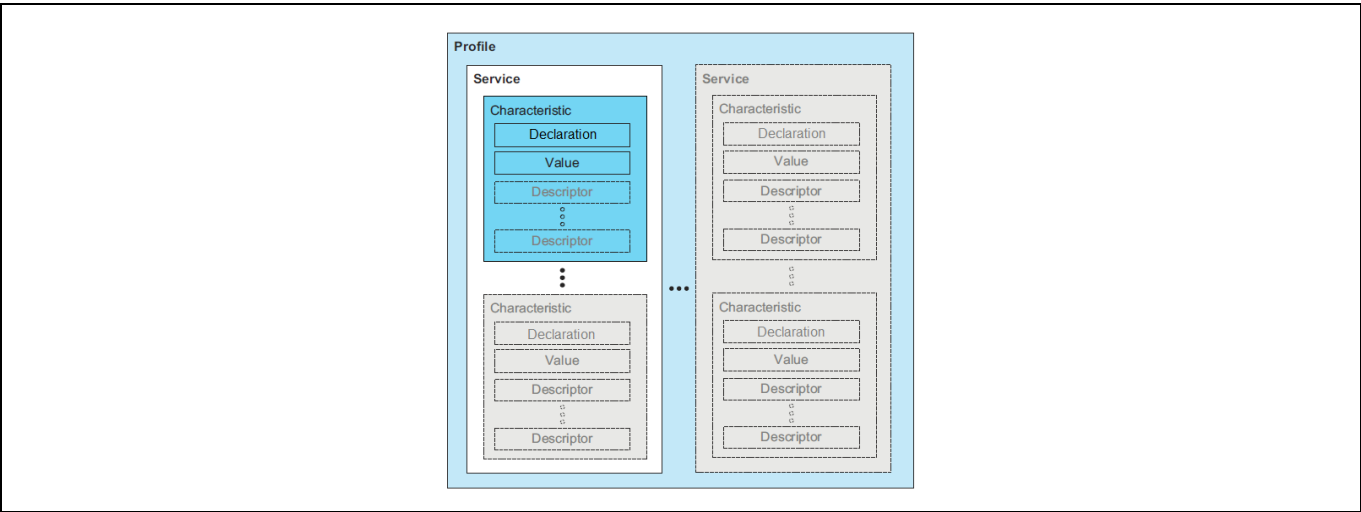 Profile
Service
Characteristic
Declaration
Value
Descriptor
Descriptor
Characteristic
Declaration
Value
Descriptor
Descriptor
Service
Characteristic
Declaration
Value
Descriptor
Descriptor
Characteristic
Declaration
Value
Descriptor
Descriptor